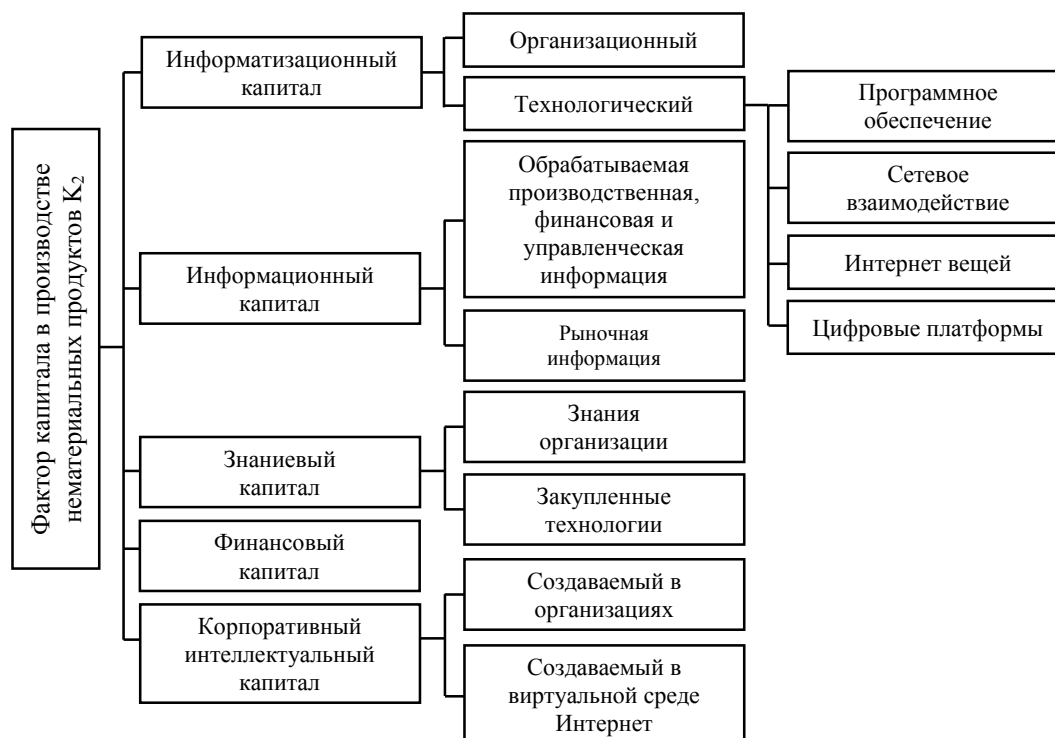 Фактор капитала в производстве
нематериальных продуктов K₂
Информатизационный
капитал
Организационный
Технологический
Программное
обеспечение
Сетевое
взаимодействие
Интернет вещей
Цифровые платформы
Информационный
капитал
Обрабатываемая
производственная,
финансовая и
управленческая
информация
Рыночная
информация
Знаниевый
капитал
Знания
организации
Закупленные
технологии
Финансовый
капитал
Корпоративный
интеллектуальный
капитал
Создаваемый в
организациях
Создаваемый в
виртуальной среде
Интернет